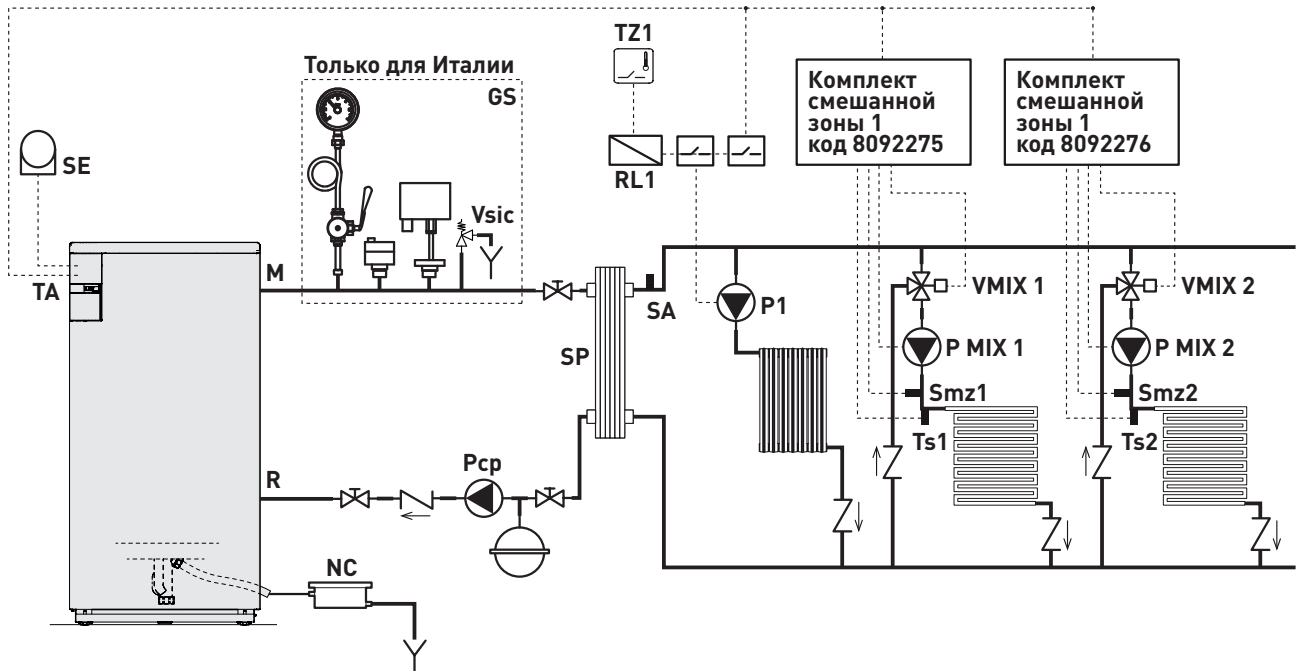 TZ1
Только для Италии
GS
Комплект
смешанной
зоны 1
код 8092275
Комплект
смешанной
зоны 1
код 8092276
SE
RL1
Vsic
M
TA
SA
P1
VMIX 1
VMIX 2
SP
P MIX 1
P MIX 2
Smz1
Smz2
Ts1
Ts2
Pcp
R
NC